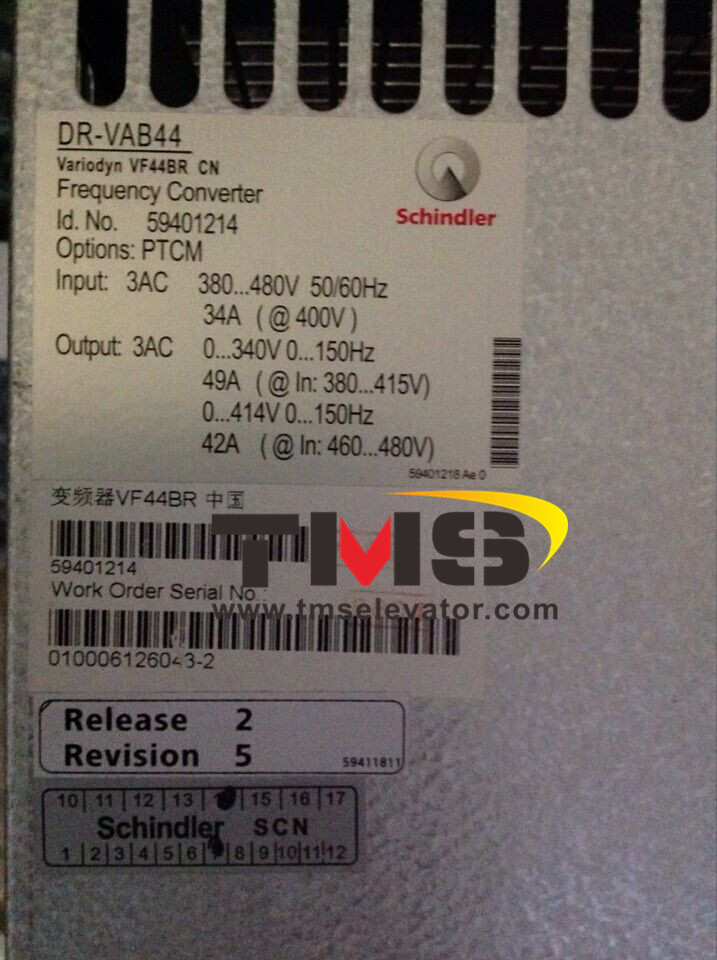 DR-VAB44
Variodyn VF44BR CN
Frequency Converter
Schindler
Id. No. 59401214
Options: PTCM
Input: 3AC 380...480V 50/60Hz
34A (@ 400V)
Output: 3AC 0...340V 0...150Hz
49A (@ In: 380...415V)
0...414V 0...150Hz
42A (@ In: 460...480V)
59401218 Ae 0
变频器VF44BR 中国
TMS
59401214
Work Order Serial No.:
www.tmselevator.com
010006126043-2
Release 2
Revision 5
59411811
10 11 12 13 15 16 17
Schindler SCN
1 2 3 4 5 6 7 8 9 10 11 12